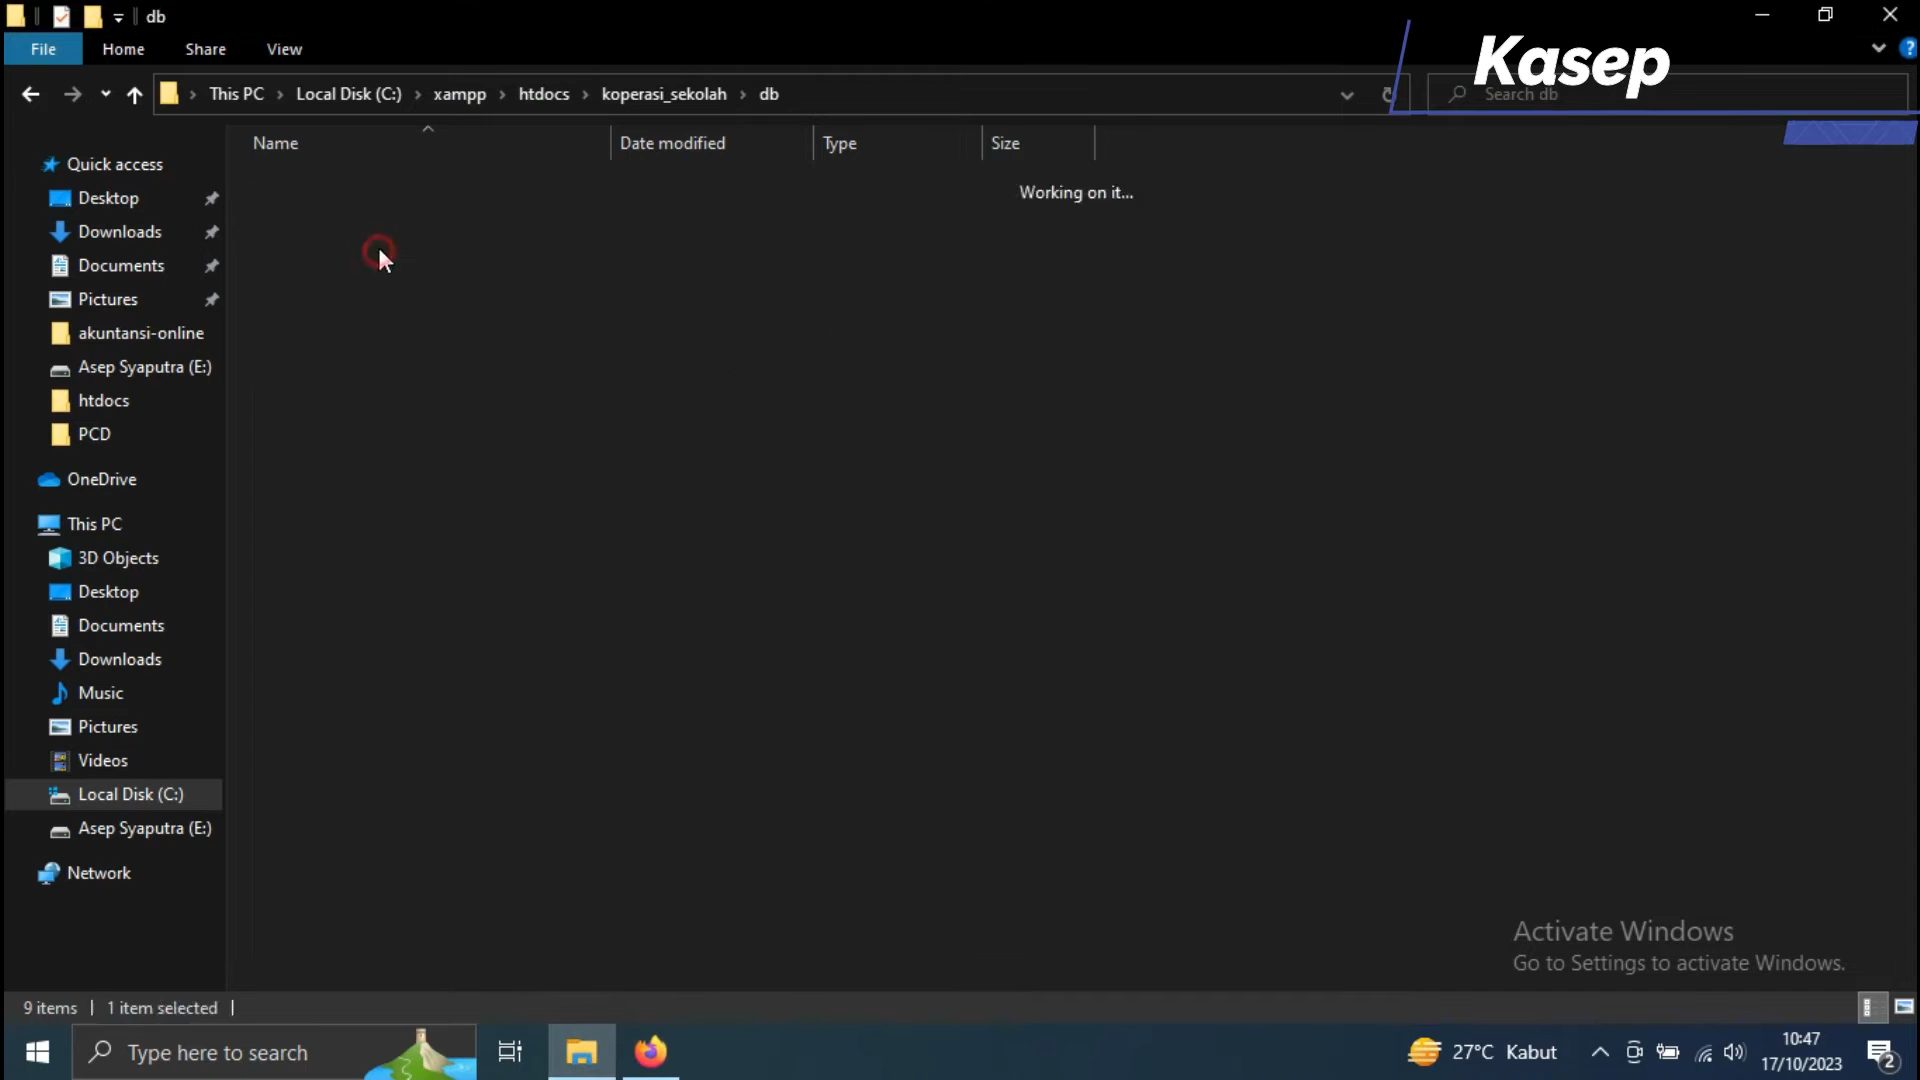 db
File Home Share View
Kasep
This PC Local Disk (C:) xampp htdocs koperasi_sekolah db
Search db
Name Date modified Type Size
Working on it...
Quick access
Desktop
Downloads
Documents
Pictures
akuntansi-online
Asep Syaputra (E:)
htdocs
PCD
OneDrive
This PC
3D Objects
Desktop
Documents
Downloads
Music
Pictures
Videos
Local Disk (C:)
Asep Syaputra (E:)
Network
Activate Windows
Go to Settings to activate Windows.
9 items 1 item selected
Type here to search
27°C Kabut
10:47
17/10/2023
2